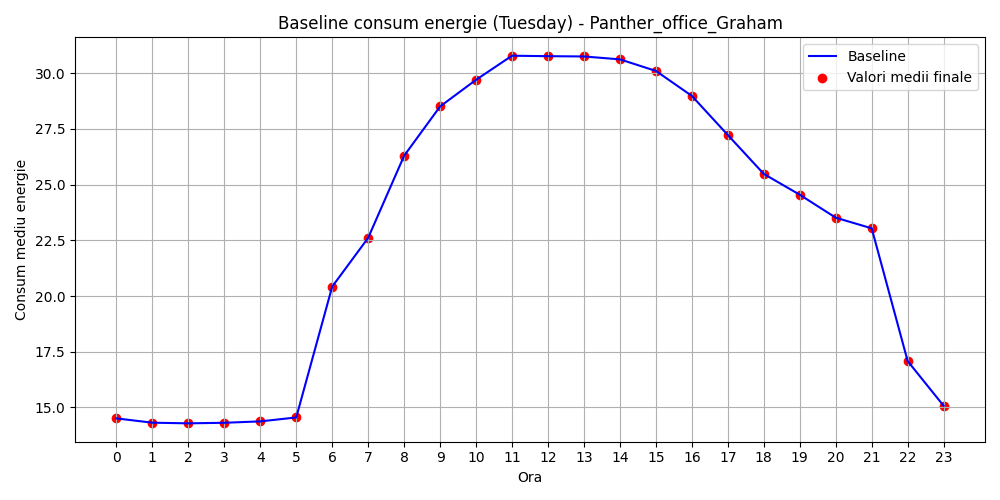 Baseline consum energie (Tuesday) - Panther_office_Graham
Baseline
Valori medii finale
Consum mediu energie
30.0
27.5
25.0
22.5
20.0
17.5
15.0
0 1 2 3 4 5 6 7 8 9 10 11 12 13 14 15 16 17 18 19 20 21 22 23
Ora